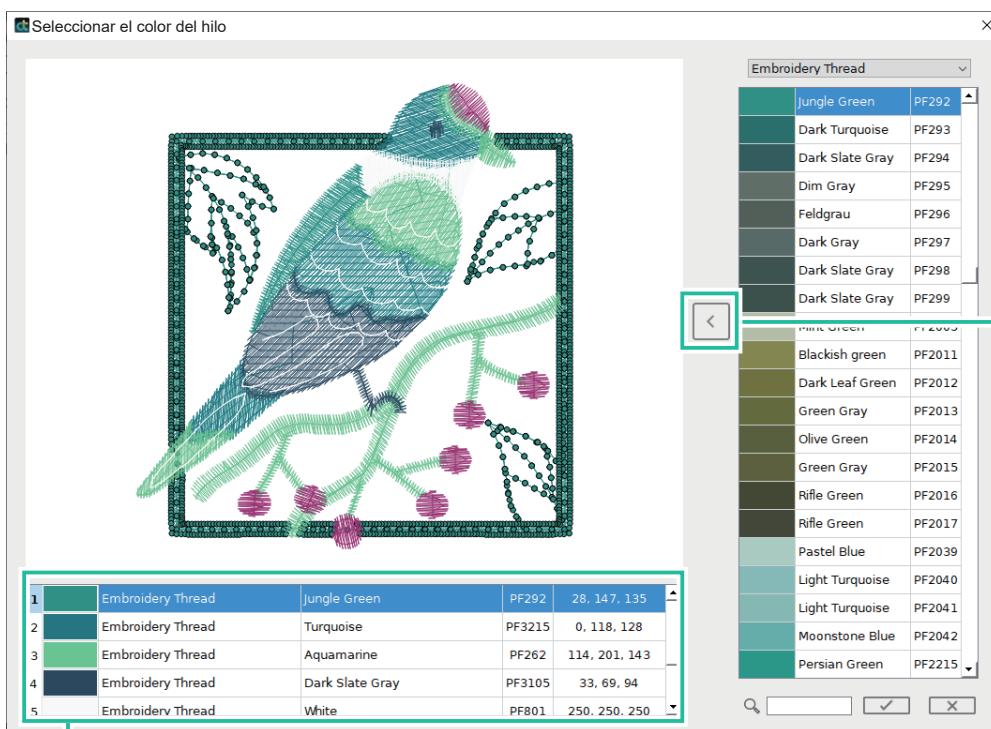 Seleccionar el color del hilo
Embroidery Thread
Jungle Green PF292
Dark Turquoise PF293
Dark Slate Gray PF294
Dim Gray PF295
Feldgrau PF296
Dark Gray PF297
Dark Slate Gray PF298
Dark Slate Gray PF299
Blackish green PF2011
Dark Leaf Green PF2012
Green Gray PF2013
Olive Green PF2014
Green Gray PF2015
Rifle Green PF2016
Rifle Green PF2017
Pastel Blue PF2039
Light Turquoise PF2040
Light Turquoise PF2041
Moonstone Blue PF2042
Persian Green PF2215
1 Embroidery Thread Jungle Green PF292 28, 147, 135
2 Embroidery Thread Turquoise PF3215 0, 118, 128
3 Embroidery Thread Aquamarine PF262 114, 201, 143
4 Embroidery Thread Dark Slate Gray PF3105 33, 69, 94
5 Embroidery Thread White PF801 250, 250, 250